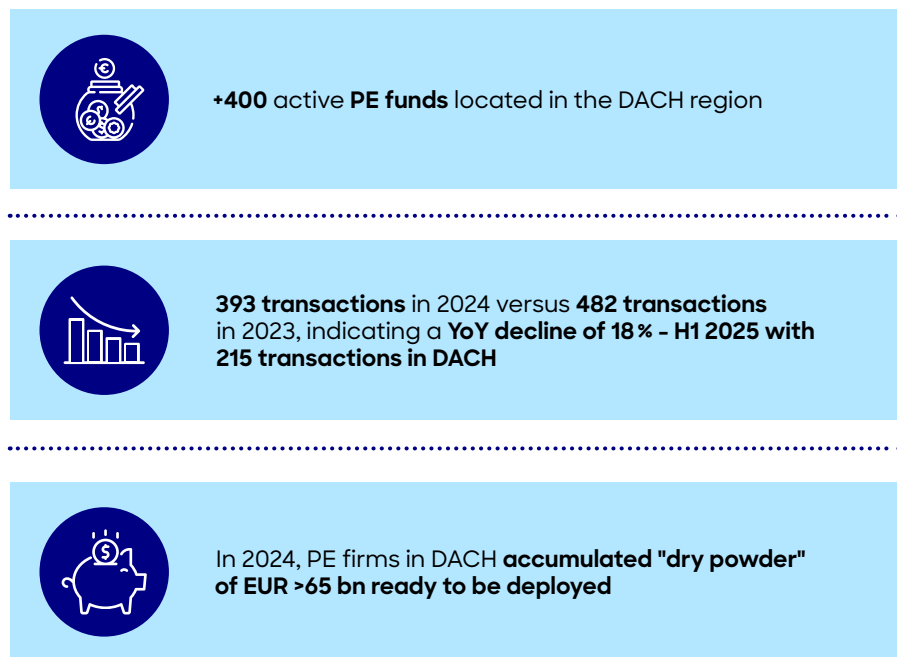 +400 active PE funds located in the DACH region
393 transactions in 2024 versus 482 transactions
in 2023, indicating a YoY decline of 18% - H1 2025 with
215 transactions in DACH
In 2024, PE firms in DACH accumulated "dry powder"
of EUR >65 bn ready to be deployed